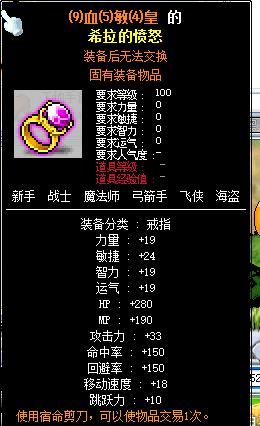 (9)血(5)敏(4)皇 的
希拉的愤怒
装备后无法交换
固有装备物品
要求等级: 100
要求力量: 0
要求敏捷: 0
要求智力: 0
要求运气: 0
要求人气度: -
道具等级: -
道具经验值: -
新手 战士 魔法师 弓箭手 飞侠 海盗
装备分类 : 戒指
力量 : +19
敏捷 : +24
智力 : +19
运气 : +19
HP : +280
MP : +190
攻击力 : +33
命中率 : +150
回避率 : +150
移动速度 : +18
跳跃力 : +10
使用宿命剪刀，可以使物品交易1次。